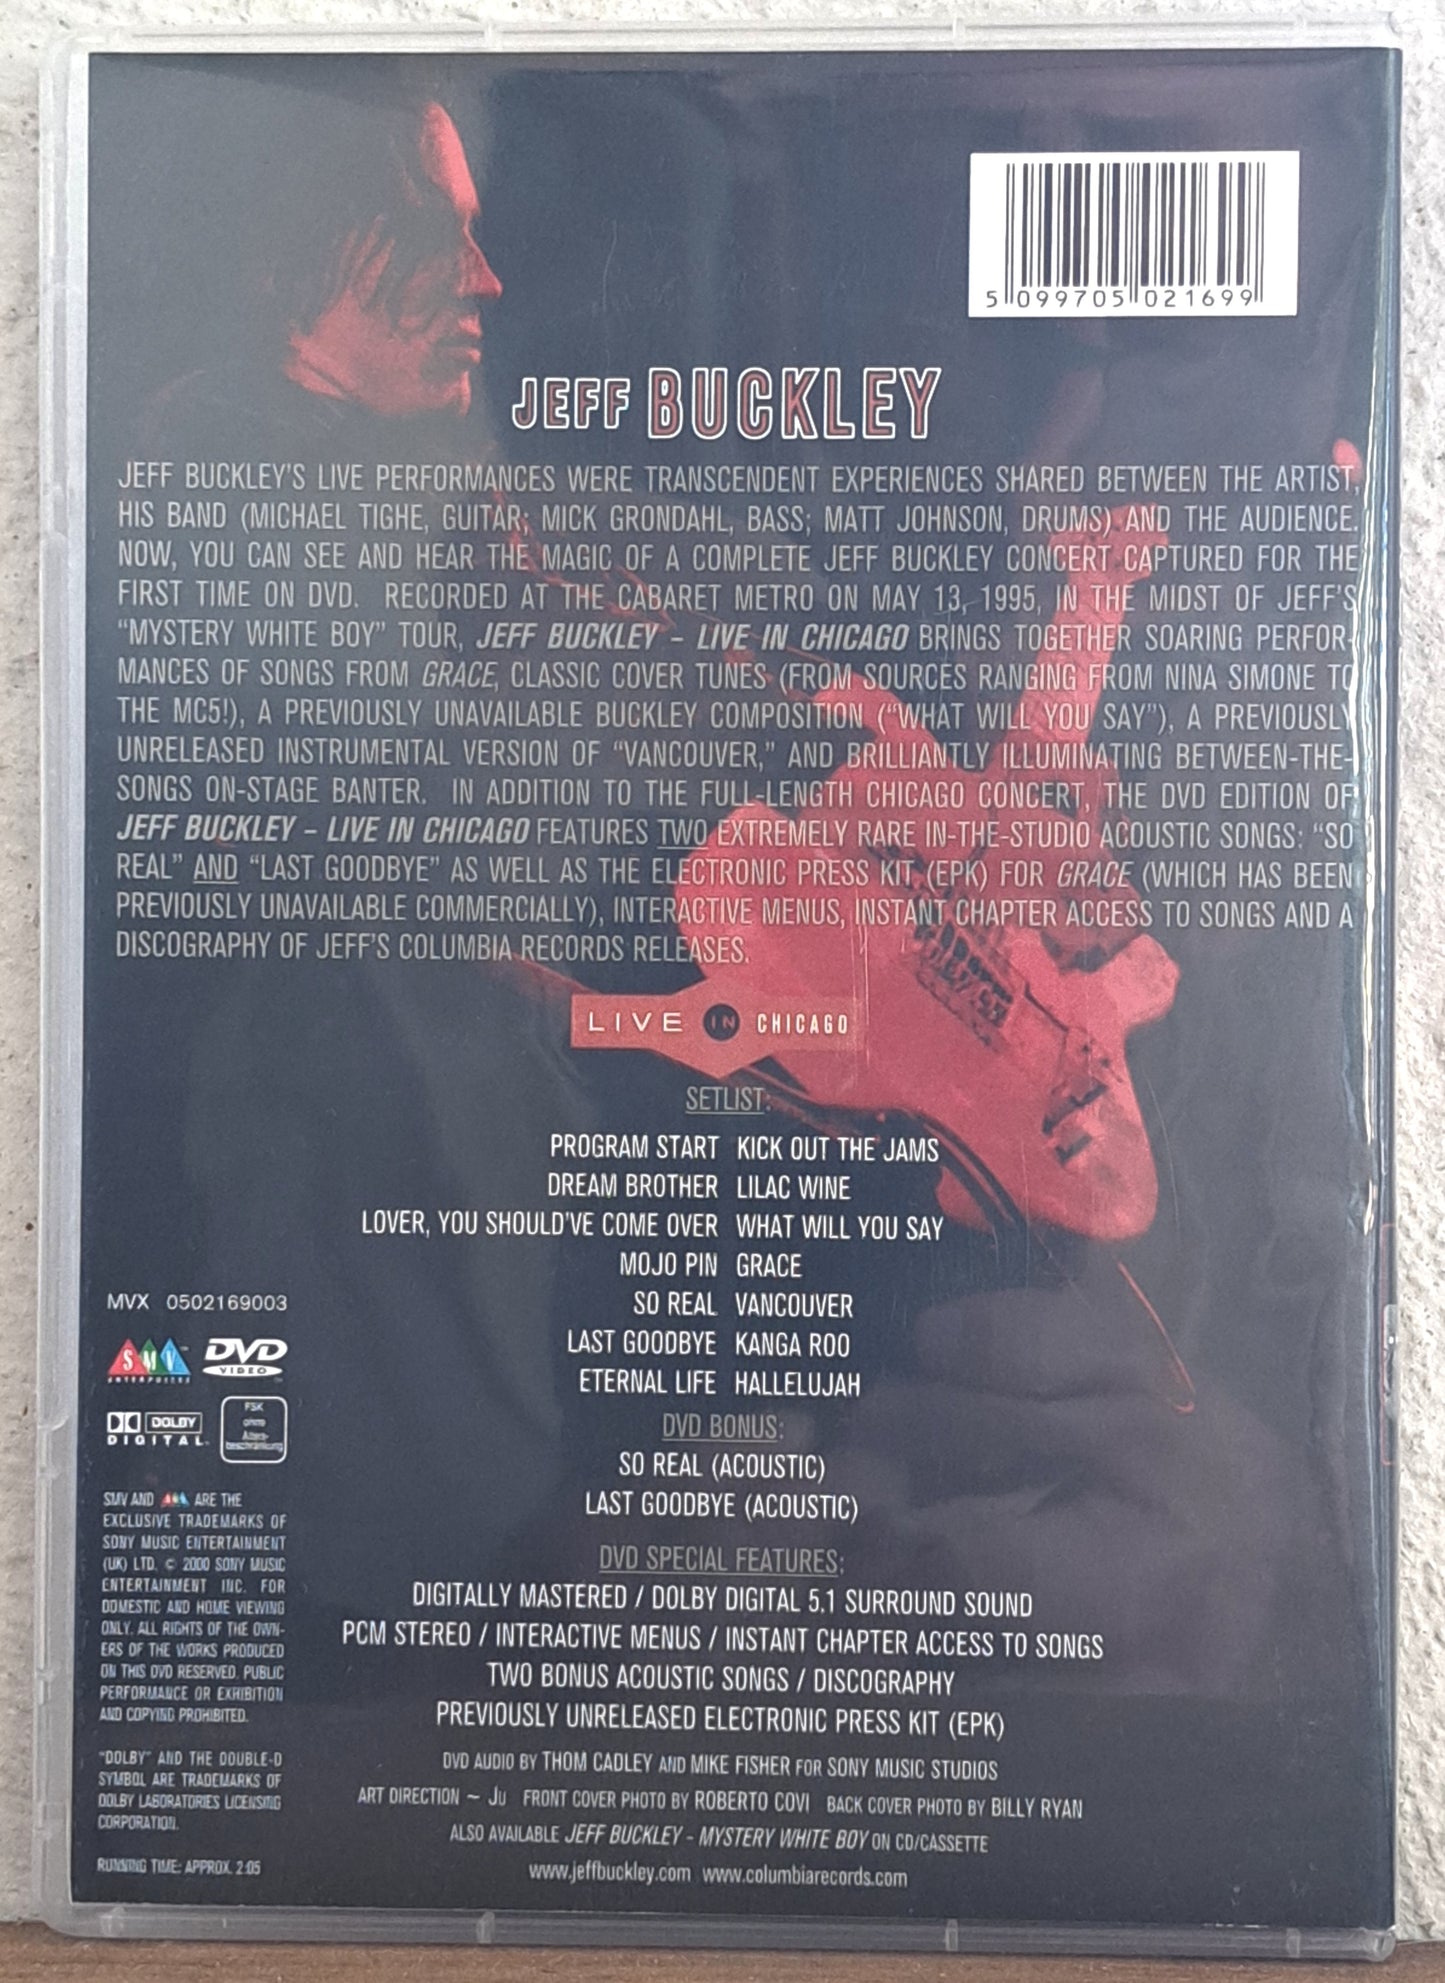 5 099705 021699
JEFF BUCKLEY
JEFF BUCKLEY'S LIVE PERFORMANCES WERE TRANSCENDENT EXPERIENCES SHARED BETWEEN THE ARTIST,
HIS BAND (MICHAEL TIGHE, GUITAR; MICK GRONDAHL, BASS; MATT JOHNSON, DRUMS) AND THE AUDIENCE.
NOW, YOU CAN SEE AND HEAR THE MAGIC OF A COMPLETE JEFF BUCKLEY CONCERT CAPTURED FOR THE
FIRST TIME ON DVD. RECORDED AT THE CABARET METRO ON MAY 13, 1995, IN THE MIDST OF JEFF'S
"MYSTERY WHITE BOY" TOUR, JEFF BUCKLEY – LIVE IN CHICAGO BRINGS TOGETHER SOARING PERFOR-
MANCES OF SONGS FROM GRACE, CLASSIC COVER TUNES (FROM SOURCES RANGING FROM NINA SIMONE TO
THE MC5!), A PREVIOUSLY UNAVAILABLE BUCKLEY COMPOSITION ("WHAT WILL YOU SAY"), A PREVIOUSLY
UNRELEASED INSTRUMENTAL VERSION OF "VANCOUVER," AND BRILLIANTLY ILLUMINATING BETWEEN-THE-
SONGS ON-STAGE BANTER. IN ADDITION TO THE FULL-LENGTH CHICAGO CONCERT, THE DVD EDITION OF
JEFF BUCKLEY – LIVE IN CHICAGO FEATURES TWO EXTREMELY RARE IN-THE-STUDIO ACOUSTIC SONGS: "SO
REAL" AND "LAST GOODBYE" AS WELL AS THE ELECTRONIC PRESS KIT (EPK) FOR GRACE (WHICH HAS BEEN
PREVIOUSLY UNAVAILABLE COMMERCIALLY), INTERACTIVE MENUS, INSTANT CHAPTER ACCESS TO SONGS AND A
DISCOGRAPHY OF JEFF'S COLUMBIA RECORDS RELEASES.
LIVE IN CHICAGO
SETLIST:
PROGRAM START KICK OUT THE JAMS
DREAM BROTHER LILAC WINE
LOVER, YOU SHOULD'VE COME OVER WHAT WILL YOU SAY
MOJO PIN GRACE
SO REAL VANCOUVER
LAST GOODBYE KANGA ROO
ETERNAL LIFE HALLELUJAH
DVD BONUS:
SO REAL (ACOUSTIC)
LAST GOODBYE (ACOUSTIC)
DVD SPECIAL FEATURES:
DIGITALLY MASTERED / DOLBY DIGITAL 5.1 SURROUND SOUND
PCM STEREO / INTERACTIVE MENUS / INSTANT CHAPTER ACCESS TO SONGS
TWO BONUS ACOUSTIC SONGS / DISCOGRAPHY
PREVIOUSLY UNRELEASED ELECTRONIC PRESS KIT (EPK)
DVD AUDIO BY THOM CADLEY AND MIKE FISHER FOR SONY MUSIC STUDIOS
ART DIRECTION ~ JU FRONT COVER PHOTO BY ROBERTO COVI BACK COVER PHOTO BY BILLY RYAN
ALSO AVAILABLE JEFF BUCKLEY - MYSTERY WHITE BOY ON CD/CASSETTE
www.jeffbuckley.com www.columbiarecords.com
MVX 0502169003
SMV
ENTERPRISES
DVD
VIDEO
DOLBY
DIGITAL
FSK
ohne
Alters-
beschränkung
SMV AND SMV ARE THE
EXCLUSIVE TRADEMARKS OF
SONY MUSIC ENTERTAINMENT
(UK) LTD. © 2000 SONY MUSIC
ENTERTAINMENT INC. FOR
DOMESTIC AND HOME VIEWING
ONLY. ALL RIGHTS OF THE OWN-
ERS OF THE WORKS PRODUCED
ON THIS DVD RESERVED. PUBLIC
PERFORMANCE OR EXHIBITION
AND COPYING PROHIBITED.
"DOLBY" AND THE DOUBLE-D
SYMBOL ARE TRADEMARKS OF
DOLBY LABORATORIES LICENSING
CORPORATION.
RUNNING TIME: APPROX. 2:05